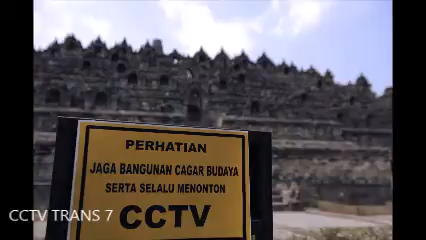 PERHATIAN
JAGA BANGUNAN CAGAR BUDAYA
SERTA SELALU MENONTON
CCTV
CCTV TRANS 7